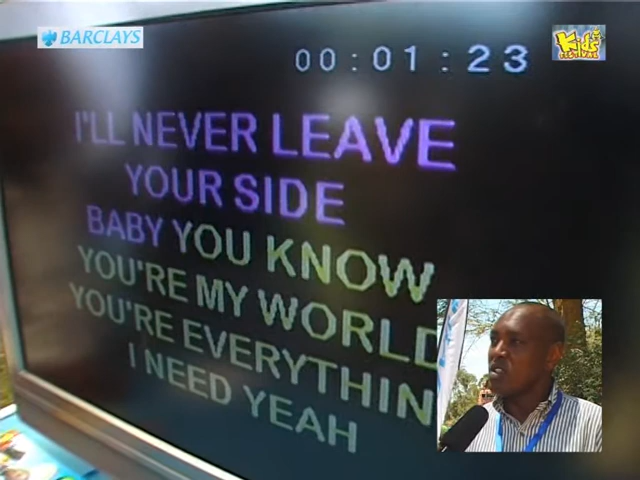 BARCLAYS
Kids
FESTIVAL
00:01:23
I'LL NEVER LEAVE
YOUR SIDE
BABY YOU KNOW
YOU'RE MY WORLD
YOU'RE EVERYTHIN
I NEED YEAH